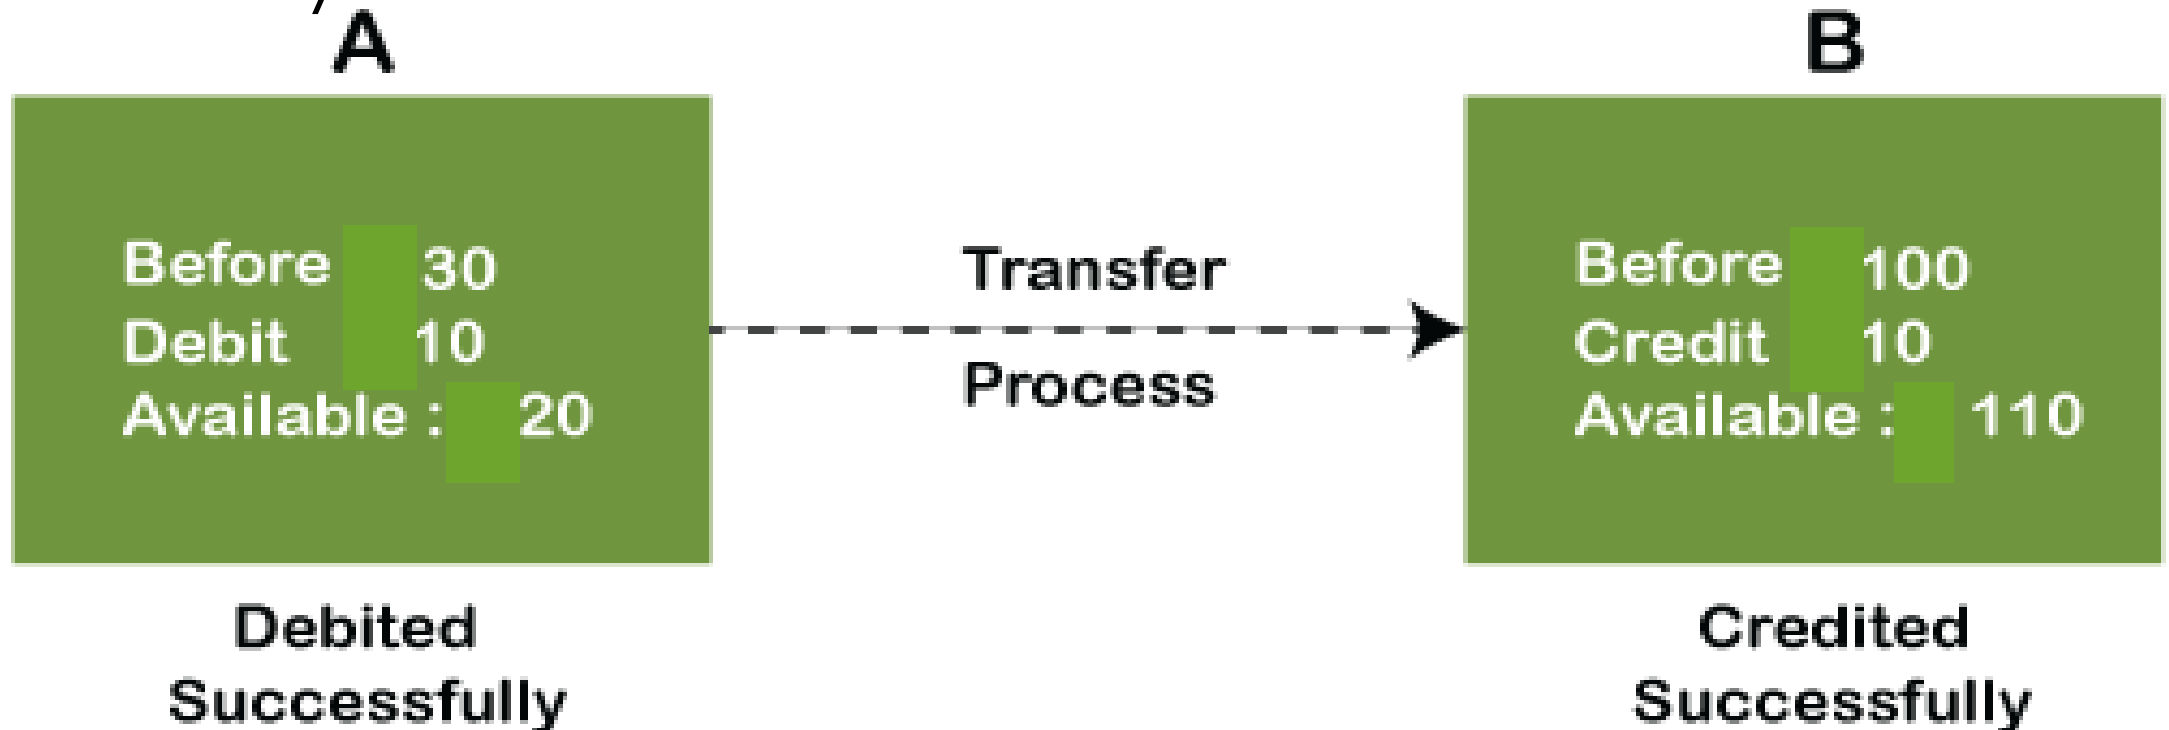 A
Before 30
Debit 10
Available : 20
Debited
Successfully
Transfer
Process
B
Before 100
Credit 10
Available : 110
Credited
Successfully